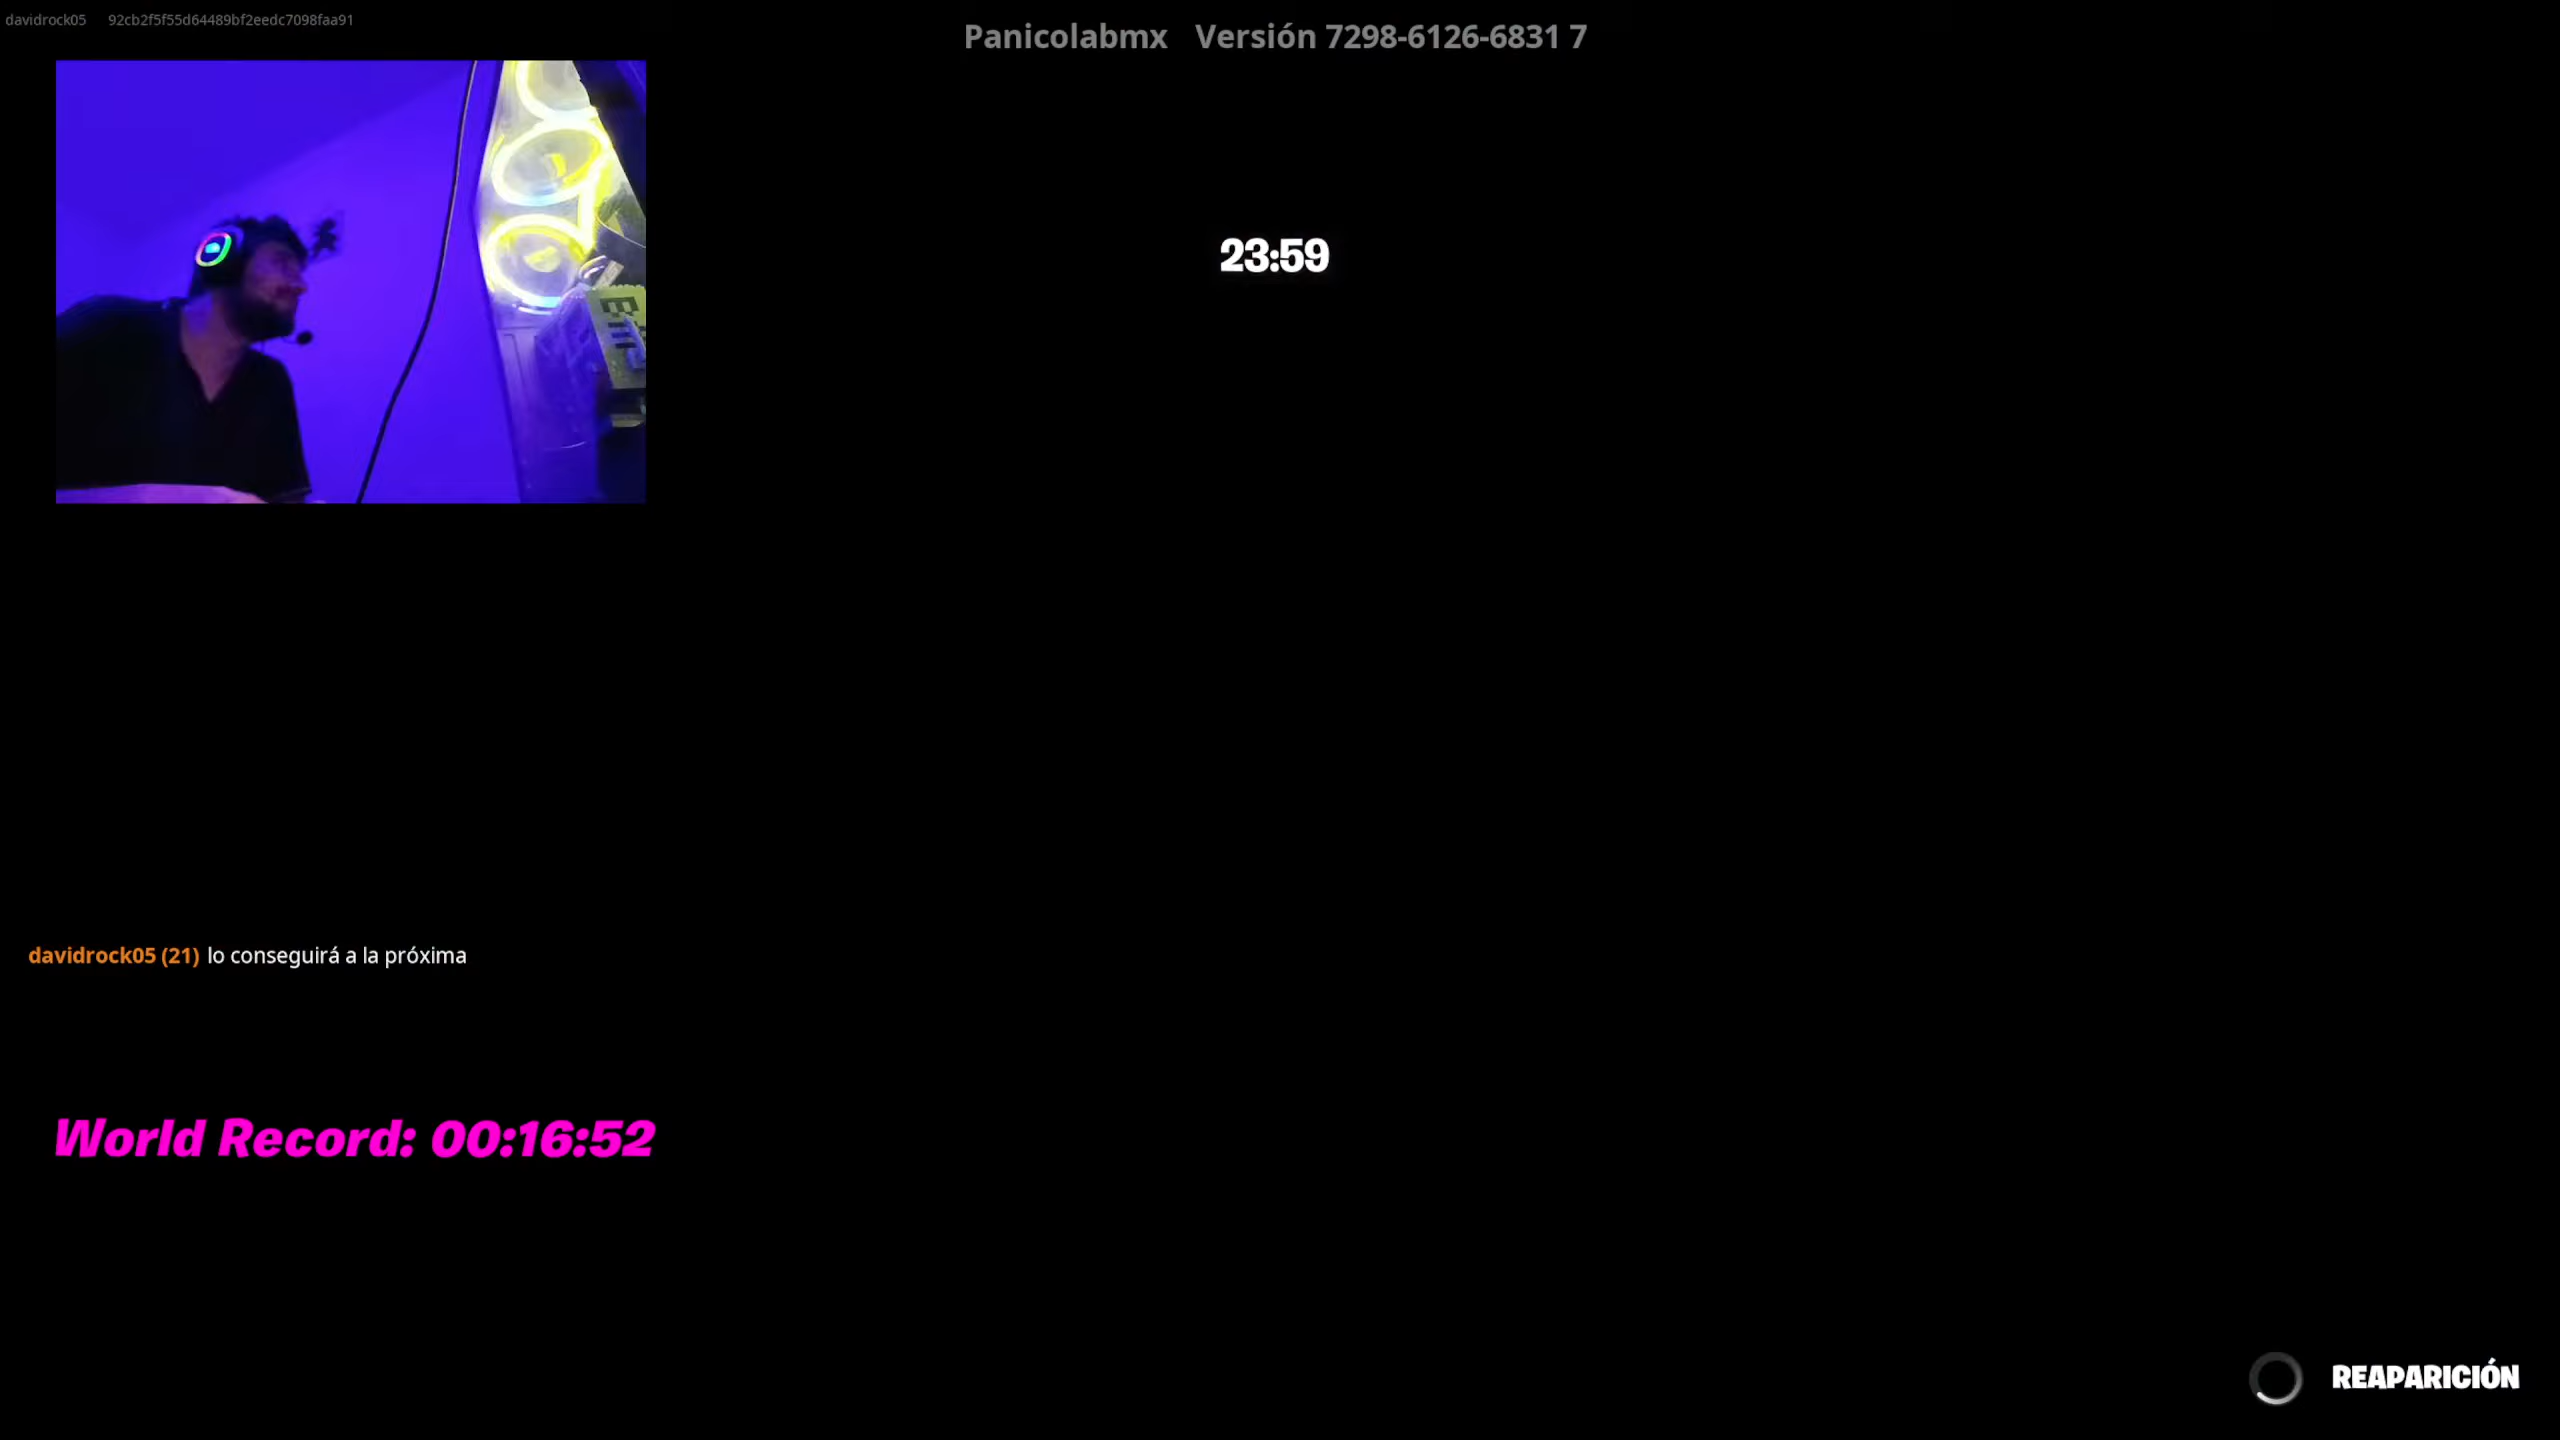 davidrock05 92cb2f5f55d64489bf2eedc7098faa91
Panicolabmx Versión 7298-6126-6831 7
23:59
davidrock05 (21) lo conseguirá a la próxima
World Record: 00:16:52
REAPARICIÓN